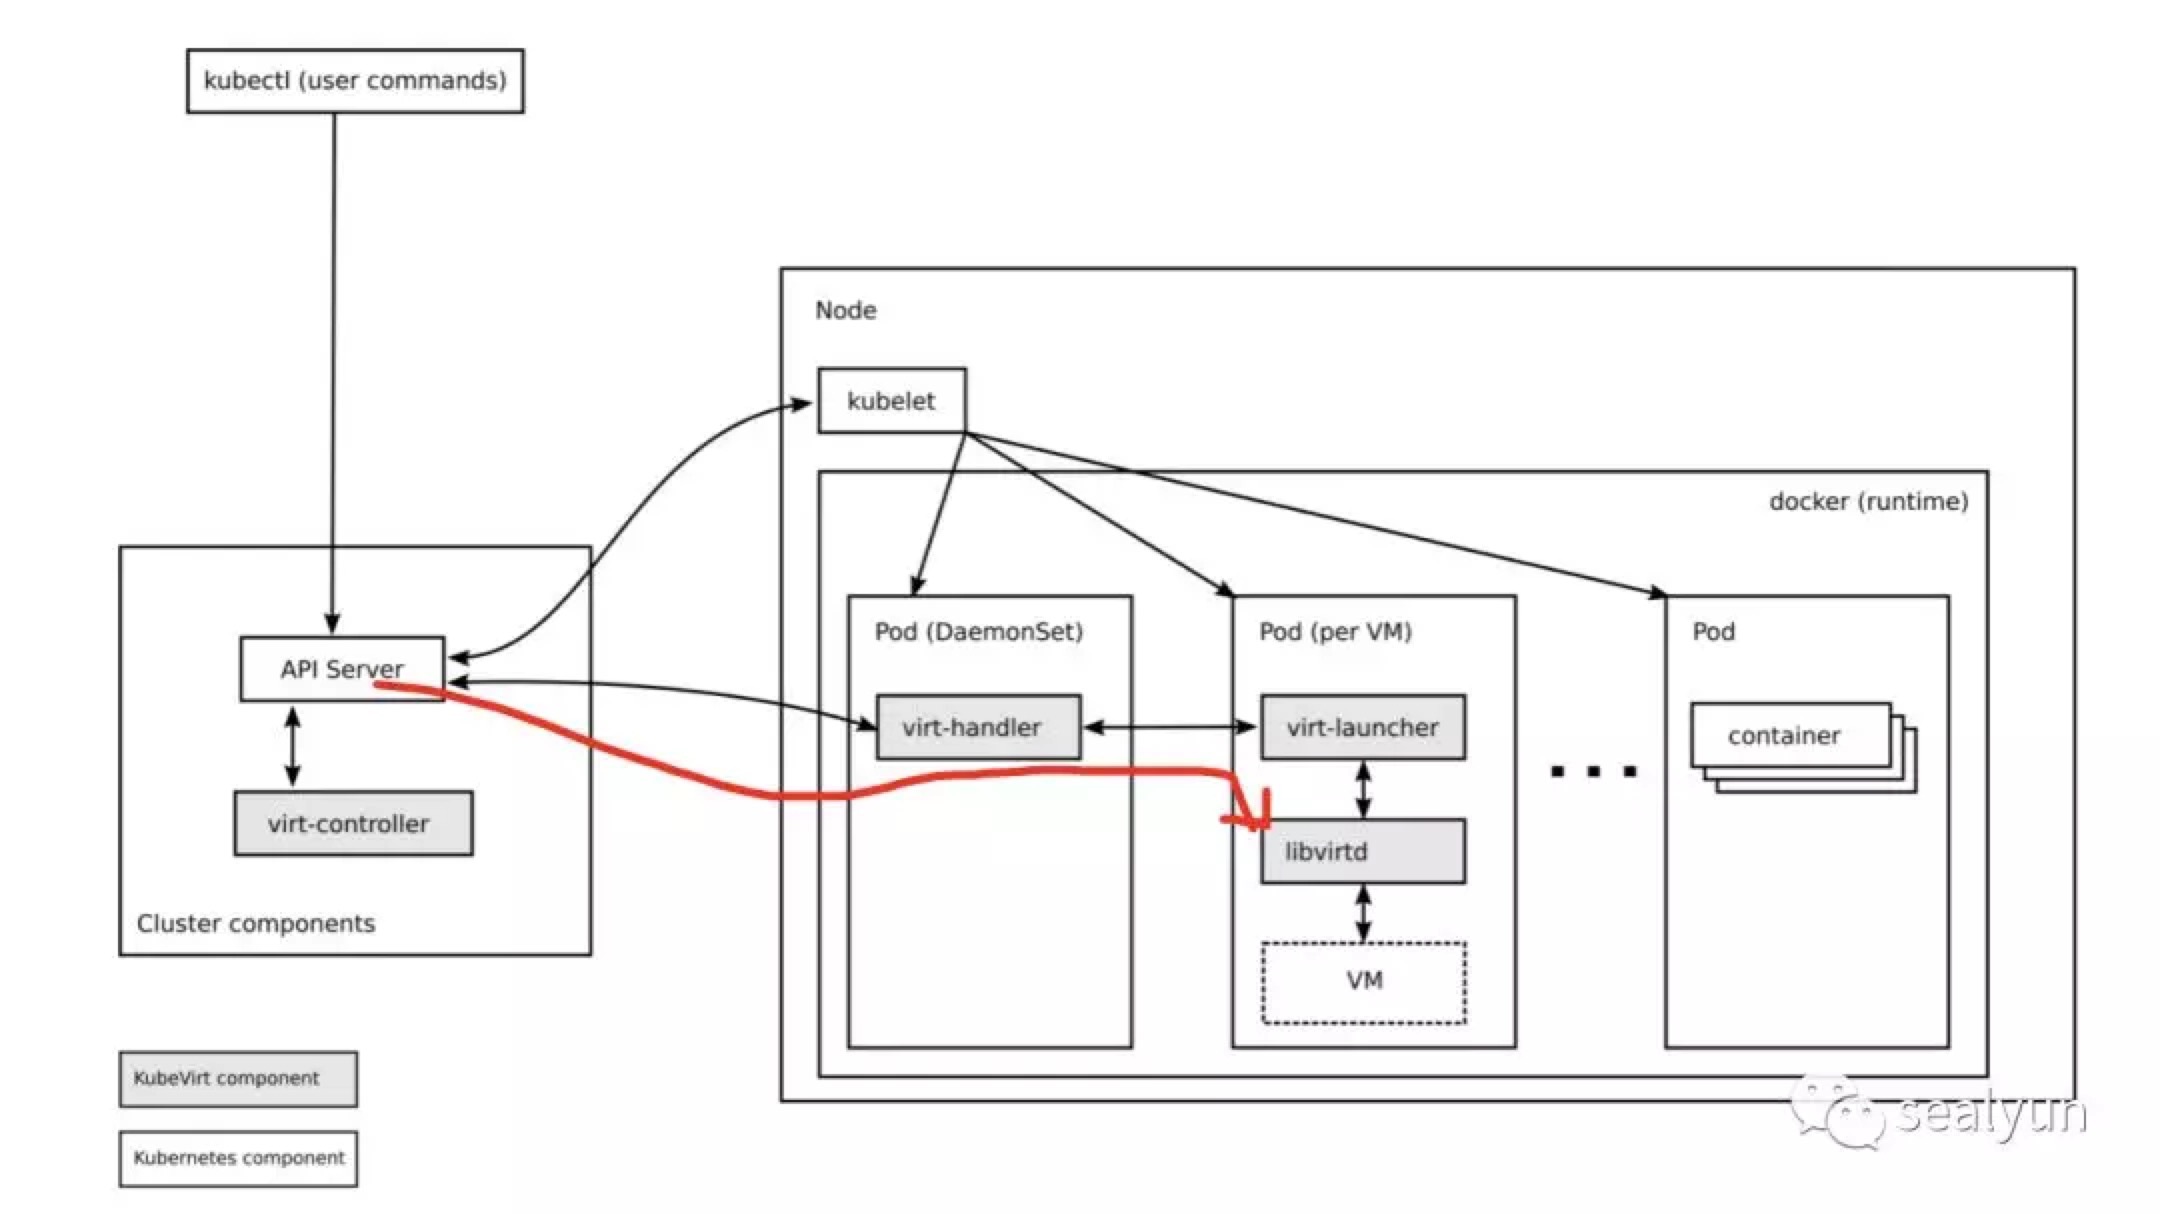 kubectl (user commands)
Node
kubelet
docker (runtime)
Pod (DaemonSet)
Pod (per VM)
Pod
API Server
virt-handler
virt-launcher
container
virt-controller
libvirtd
Cluster components
VM
KubeVirt component
Kubernetes component
sealyun